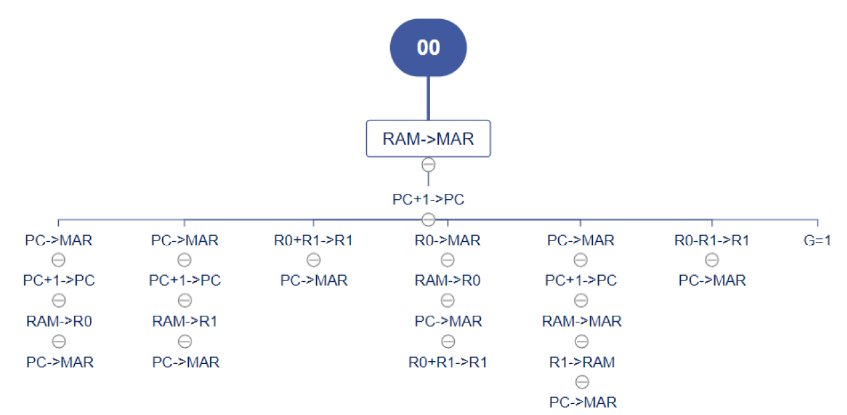 00
RAM->MAR
PC+1->PC
PC->MAR PC->MAR R0+R1->R1 R0->MAR PC->MAR R0-R1->R1 G=1
PC+1->PC PC+1->PC PC->MAR RAM->R0 PC+1->PC PC->MAR
RAM->R0 RAM->R1 PC->MAR RAM->MAR
PC->MAR PC->MAR R0+R1->R1 R1->RAM
PC->MAR